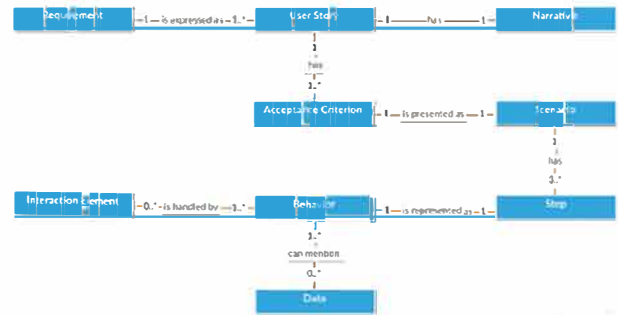 Requirement 1 is expressed as 1..* User Story 1 has 1 Narrative
1
has
1..*
Acceptance Criterion 1 is presented as 1 Scenario
1
has
3..*
Interaction Element 0..* is handled by 1..* Behavior 1 is represented as 1 Step
1..*
can mention
0..*
Data